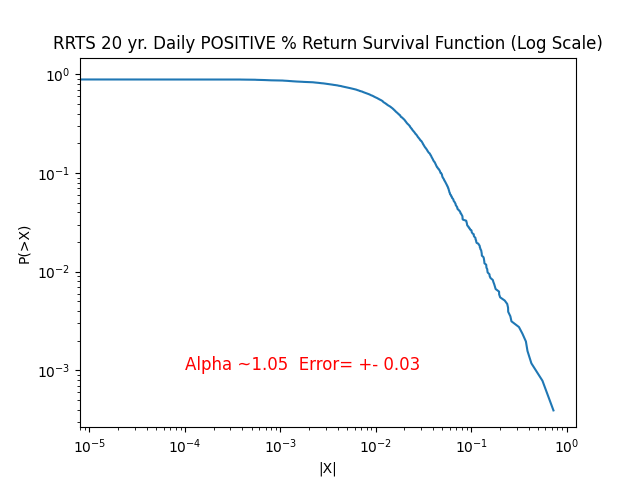 RRTS 20 yr. Daily POSITIVE % Return Survival Function (Log Scale)
P(>X)
10⁰
10⁻¹
10⁻²
10⁻³
Alpha ~1.05  Error= +- 0.03
10⁻⁵ 10⁻⁴ 10⁻³ 10⁻² 10⁻¹ 10⁰
|X|